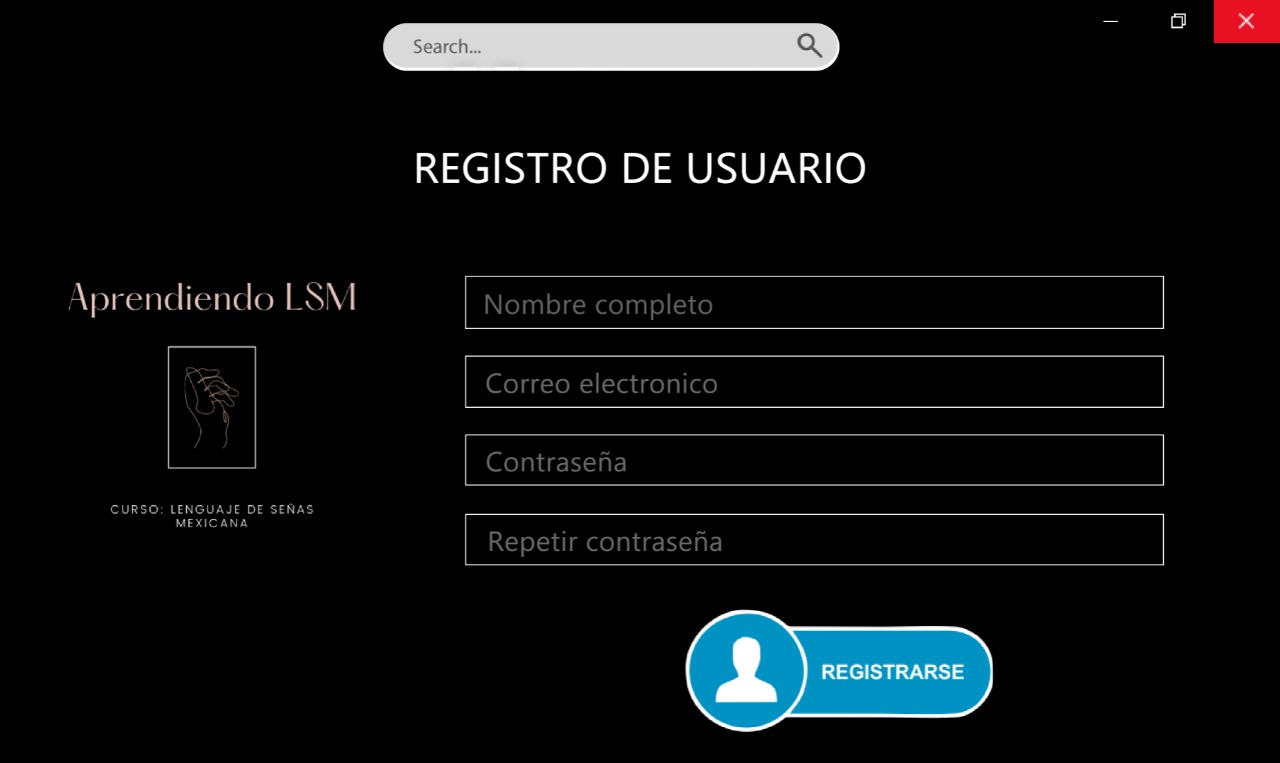 Search...
REGISTRO DE USUARIO
Aprendiendo LSM
CURSO: LENGUAJE DE SEÑAS
MEXICANA
Nombre completo
Correo electronico
Contraseña
Repetir contraseña
REGISTRARSE